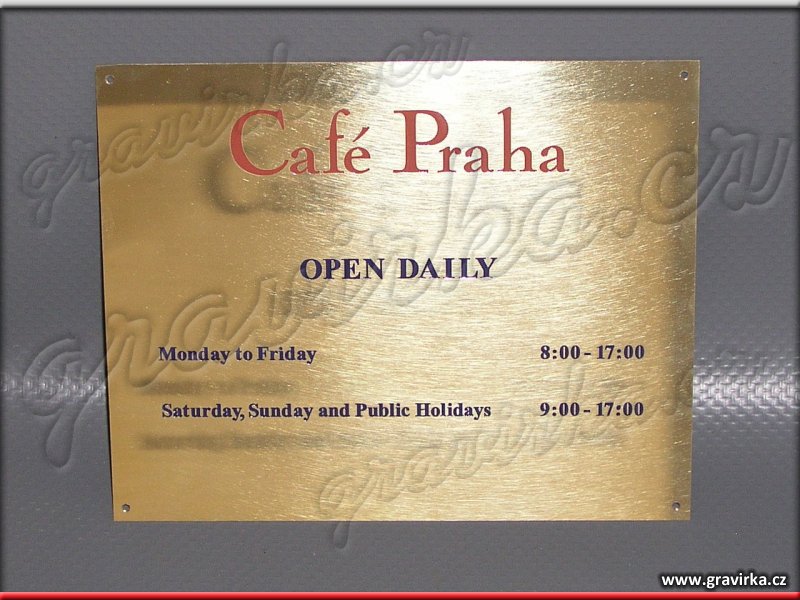 Café Praha
OPEN DAILY
Monday to Friday 8:00 - 17:00
Saturday, Sunday and Public Holidays 9:00 - 17:00
gravirka.cz
gravirka.cz
gravirka.cz
www.gravirka.cz